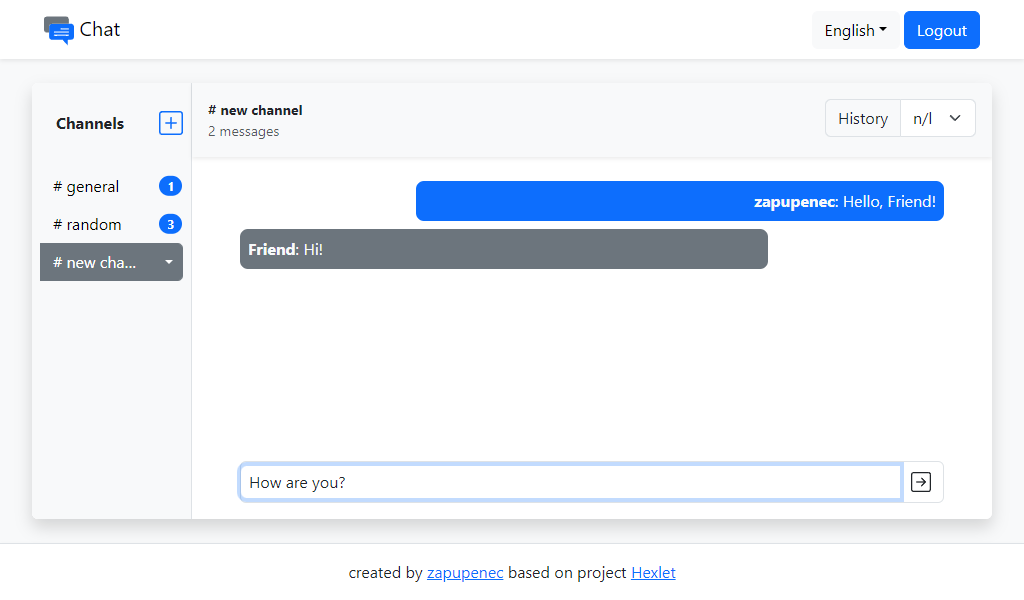 Chat
English
Logout
Channels
# new channel
2 messages
History
n/l
# general
1
# random
3
# new cha...
zapupenec: Hello, Friend!
Friend: Hi!
How are you?
created by zapupenec based on project Hexlet